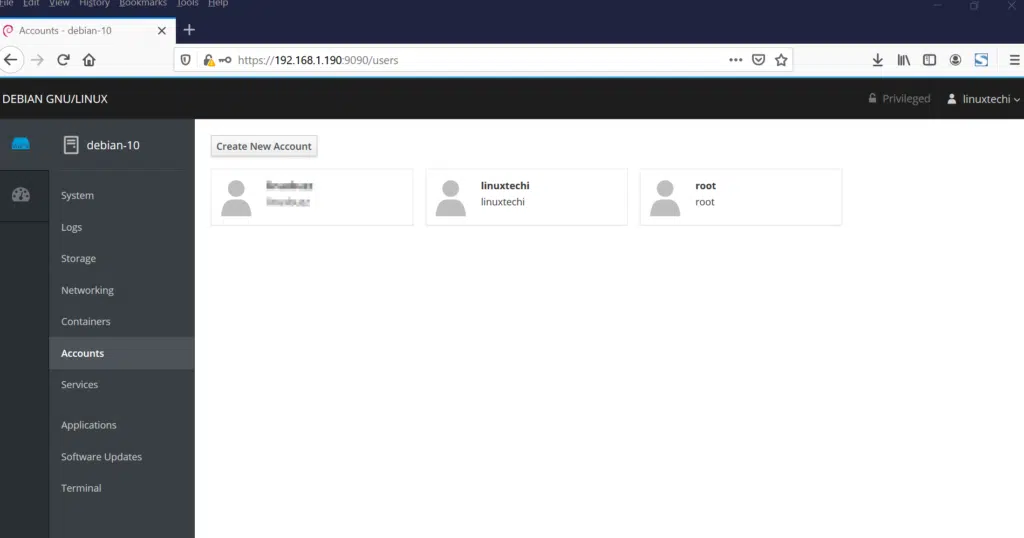 File Edit View History Bookmarks Tools Help
Accounts - debian-10
https://192.168.1.190:9090/users
DEBIAN GNU/LINUX
Privileged
linuxtechi
debian-10
System
Logs
Storage
Networking
Containers
Accounts
Services
Applications
Software Updates
Terminal
Create New Account
linuxtechi
linuxtechi
root
root